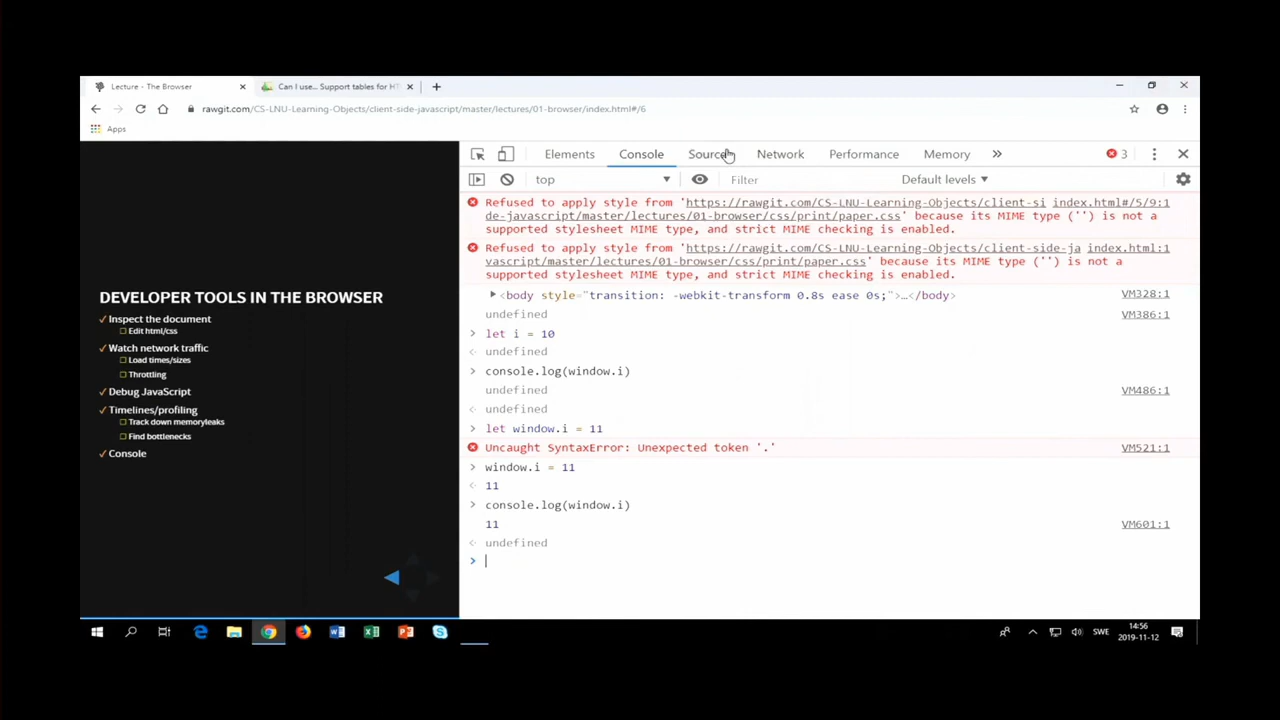 Lecture - The Browser
Can I use... Support tables for HT
rawgit.com/CS-LNU-Learning-Objects/client-side-javascript/master/lectures/01-browser/index.html#/6
Apps
Elements Console Sources Network Performance Memory 3
top Filter Default levels
Refused to apply style from 'https://rawgit.com/CS-LNU-Learning-Objects/client-si index.html#/5/9:1
de-javascript/master/lectures/01-browser/css/print/paper.css' because its MIME type ('') is not a
supported stylesheet MIME type, and strict MIME checking is enabled.
Refused to apply style from 'https://rawgit.com/CS-LNU-Learning-Objects/client-side-ja index.html:1
vascript/master/lectures/01-browser/css/print/paper.css' because its MIME type ('') is not a
supported stylesheet MIME type, and strict MIME checking is enabled.
<body style="transition: -webkit-transform 0.8s ease 0s;">…</body> VM328:1
undefined VM386:1
> let i = 10
undefined
> console.log(window.i)
undefined VM486:1
undefined
let window.i = 11
Uncaught SyntaxError: Unexpected token '.' VM521:1
> window.i = 11
11
> console.log(window.i)
11 VM601:1
undefined
>
DEVELOPER TOOLS IN THE BROWSER
✓ Inspect the document
☐ Edit html/css
✓ Watch network traffic
☐ Load times/sizes
☐ Throttling
✓ Debug JavaScript
✓ Timelines/profiling
☐ Track down memoryleaks
☐ Find bottlenecks
✓ Console
SWE
14:56
2019-11-12